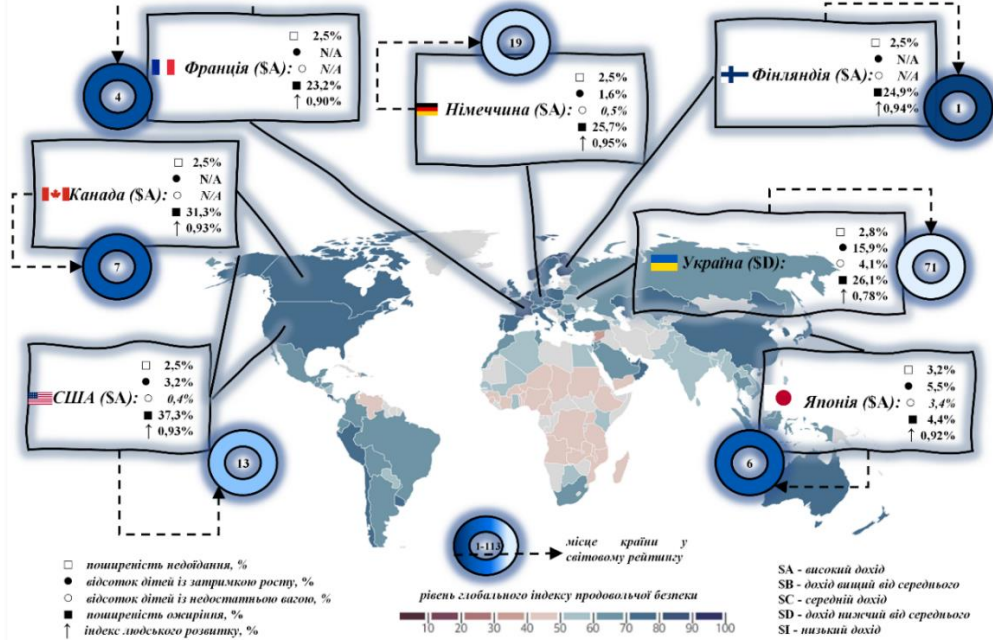 Франція ($A):
□ 2,5%
● N/A
○ N/A
■ 23,2%
↑ 0,90%
4
19
Німеччина ($A):
□ 2,5%
● 1,6%
○ 0,5%
■ 25,7%
↑ 0,95%
Фінляндія ($A):
□ 2,5%
● N/A
○ N/A
■ 24,9%
↑ 0,94%
1
Канада ($A):
□ 2,5%
● N/A
○ N/A
■ 31,3%
↑ 0,93%
7
Україна ($D):
□ 2,8%
● 15,9%
○ 4,1%
■ 26,1%
↑ 0,78%
71
США ($A):
□ 2,5%
● 3,2%
○ 0,4%
■ 37,3%
↑ 0,93%
13
Японія ($A):
□ 3,2%
● 5,5%
○ 3,4%
■ 4,4%
↑ 0,92%
6
□ поширеність недоїдання, %
● відсоток дітей із затримкою росту, %
○ відсоток дітей із недостатньою вагою, %
■ поширеність ожиріння, %
↑ індекс людського розвитку, %
1-113
місце країни у
світовому рейтингу
рівень глобального індексу продовольчої безпеки
10 20 30 40 50 60 70 80 90 100
$A - високий дохід
$B - дохід вищий від середнього
$C - середній дохід
$D - дохід нижчий від середнього
$I - низький дохід